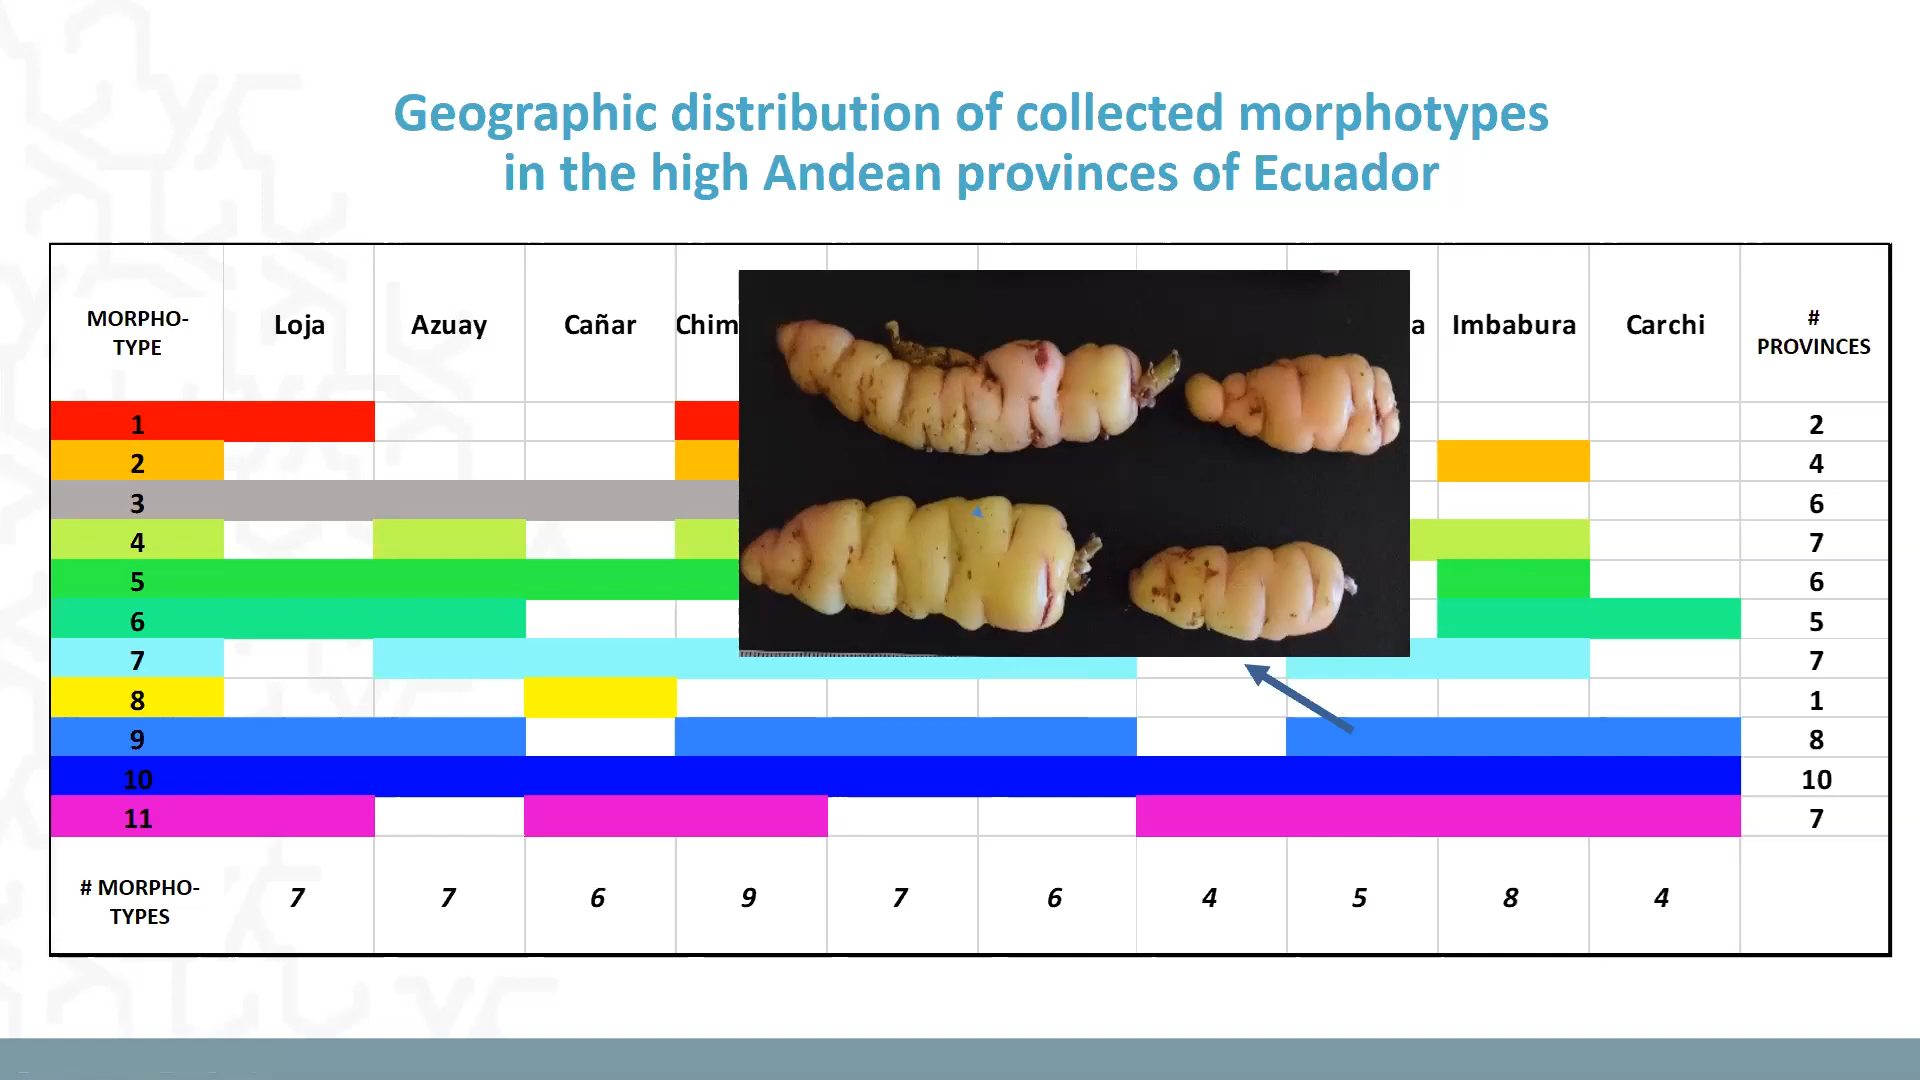 Geographic distribution of collected morphotypes
in the high Andean provinces of Ecuador
MORPHO-
TYPE
Loja
Azuay
Cañar
Chim
a
Imbabura
Carchi
#
PROVINCES
1
2
2
4
3
6
4
7
5
6
6
5
7
7
8
1
9
8
10
10
11
7
# MORPHO-
TYPES
7
7
6
9
7
6
4
5
8
4